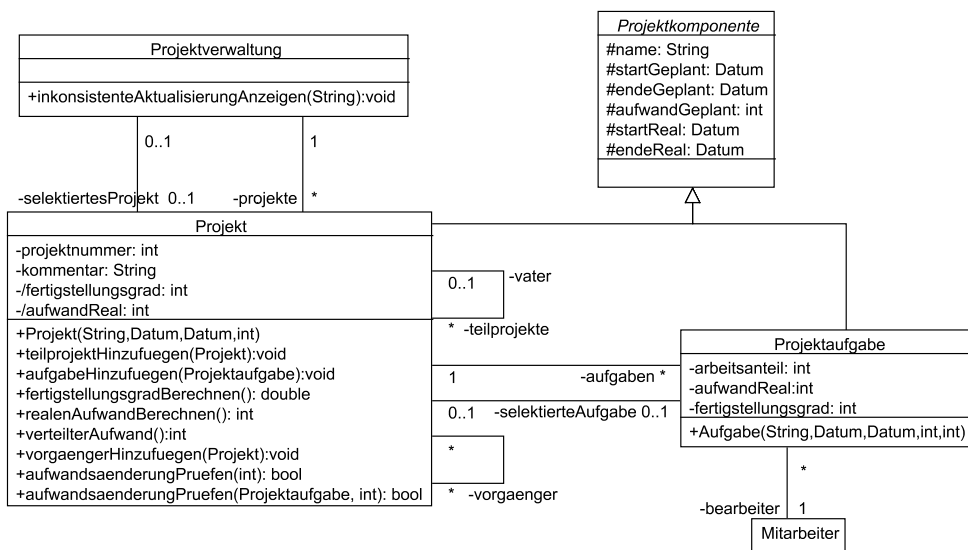 Projektverwaltung
+inkonsistenteAktualisierungAnzeigen(String):void
0..1
1
-selektiertesProjekt 0..1
-projekte *
Projektkomponente
#name: String
#startGeplant: Datum
#endeGeplant: Datum
#aufwandGeplant: int
#startReal: Datum
#endeReal: Datum
Projekt
-projektnummer: int
-kommentar: String
-/fertigstellungsgrad: int
-/aufwandReal: int
+Projekt(String,Datum,Datum,int)
+teilprojektHinzufuegen(Projekt):void
+aufgabeHinzufuegen(Projektaufgabe):void
+fertigstellungsgradBerechnen(): double
+realenAufwandBerechnen(): int
+verteilterAufwand():int
+vorgaengerHinzufuegen(Projekt):void
+aufwandsaenderungPruefen(int): bool
+aufwandsaenderungPruefen(Projektaufgabe, int): bool
0..1 -vater
* -teilprojekte
1 -aufgaben *
0..1 -selektierteAufgabe 0..1
*
* -vorgaenger
Projektaufgabe
-arbeitsanteil: int
-aufwandReal:int
-fertigstellungsgrad: int
+Aufgabe(String,Datum,Datum,int,int)
*
-bearbeiter 1
Mitarbeiter